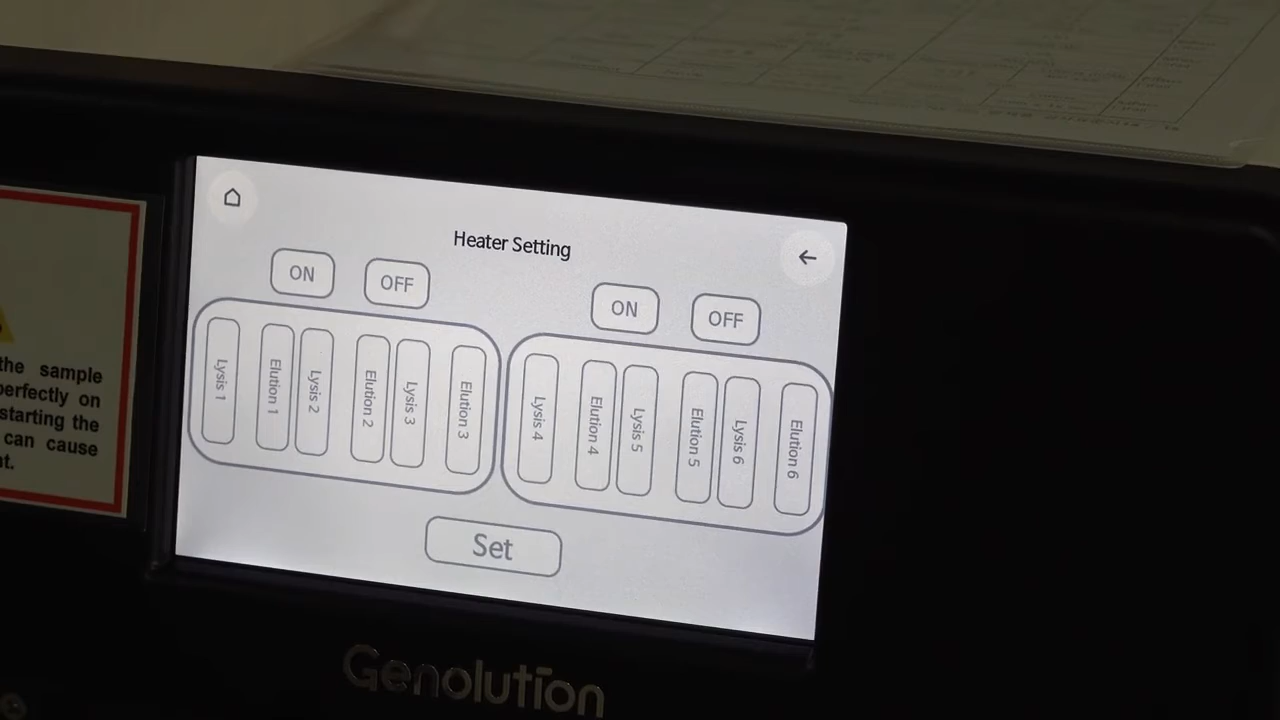 Heater Setting
ON
OFF
ON
OFF
Lysis 1
Elution 1
Lysis 2
Elution 2
Lysis 3
Elution 3
Lysis 4
Elution 4
Lysis 5
Elution 5
Lysis 6
Elution 6
Set
Genolution
the sample
perfectly on
starting the
can cause